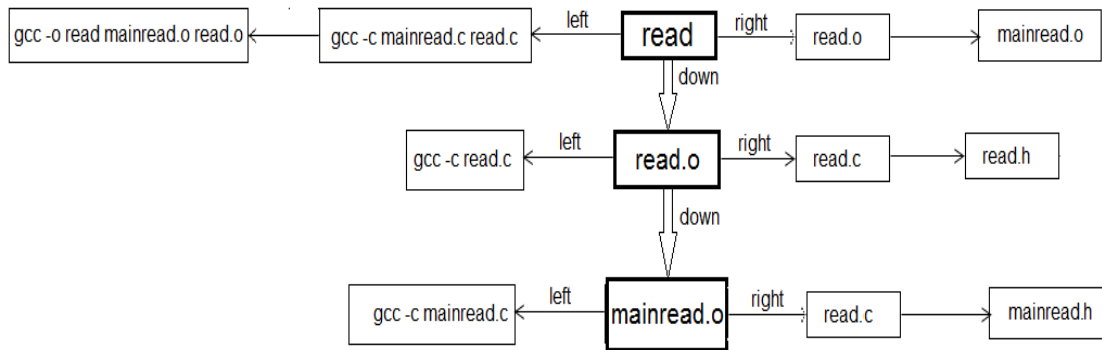 gcc -o read mainread.o read.o
gcc -c mainread.c read.c
left
read
right
read.o
mainread.o
down
gcc -c read.c
left
read.o
right
read.c
read.h
down
gcc -c mainread.c
left
mainread.o
right
read.c
mainread.h